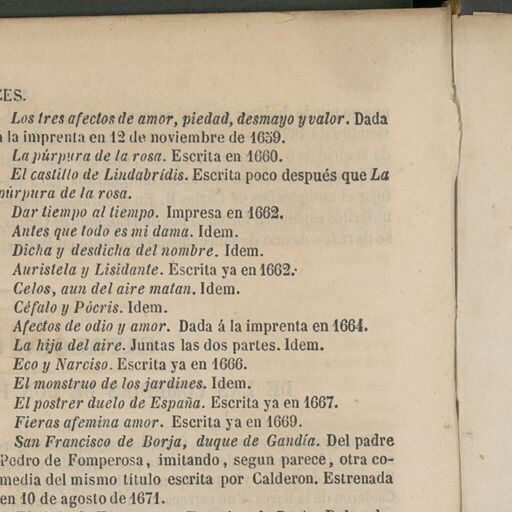 CES.
Los tres afectos de amor, piedad, desmayo y valor. Dada
á la imprenta en 12 de noviembre de 1659.
La púrpura de la rosa. Escrita en 1660.
El castillo de Lindabrídis. Escrita poco después que La
púrpura de la rosa.
Dar tiempo al tiempo. Impresa en 1662.
Antes que todo es mi dama. Idem.
Dicha y desdicha del nombre. Idem.
Auristela y Lisidante. Escrita ya en 1662.
Celos, aun del aire matan. Idem.
Céfalo y Pócris. Idem.
Afectos de odio y amor. Dada á la imprenta en 1664.
La hija del aire. Juntas las dos partes. Idem.
Eco y Narciso. Escrita ya en 1666.
El monstruo de los jardines. Idem.
El postrer duelo de España. Escrita ya en 1667.
Fieras afemina amor. Escrita ya en 1669.
San Francisco de Borja, duque de Gandía. Del padre
Pedro de Fomperosa, imitando, segun parece, otra co-
media del mismo título escrita por Calderon. Estrenada
en 10 de agosto de 1671.